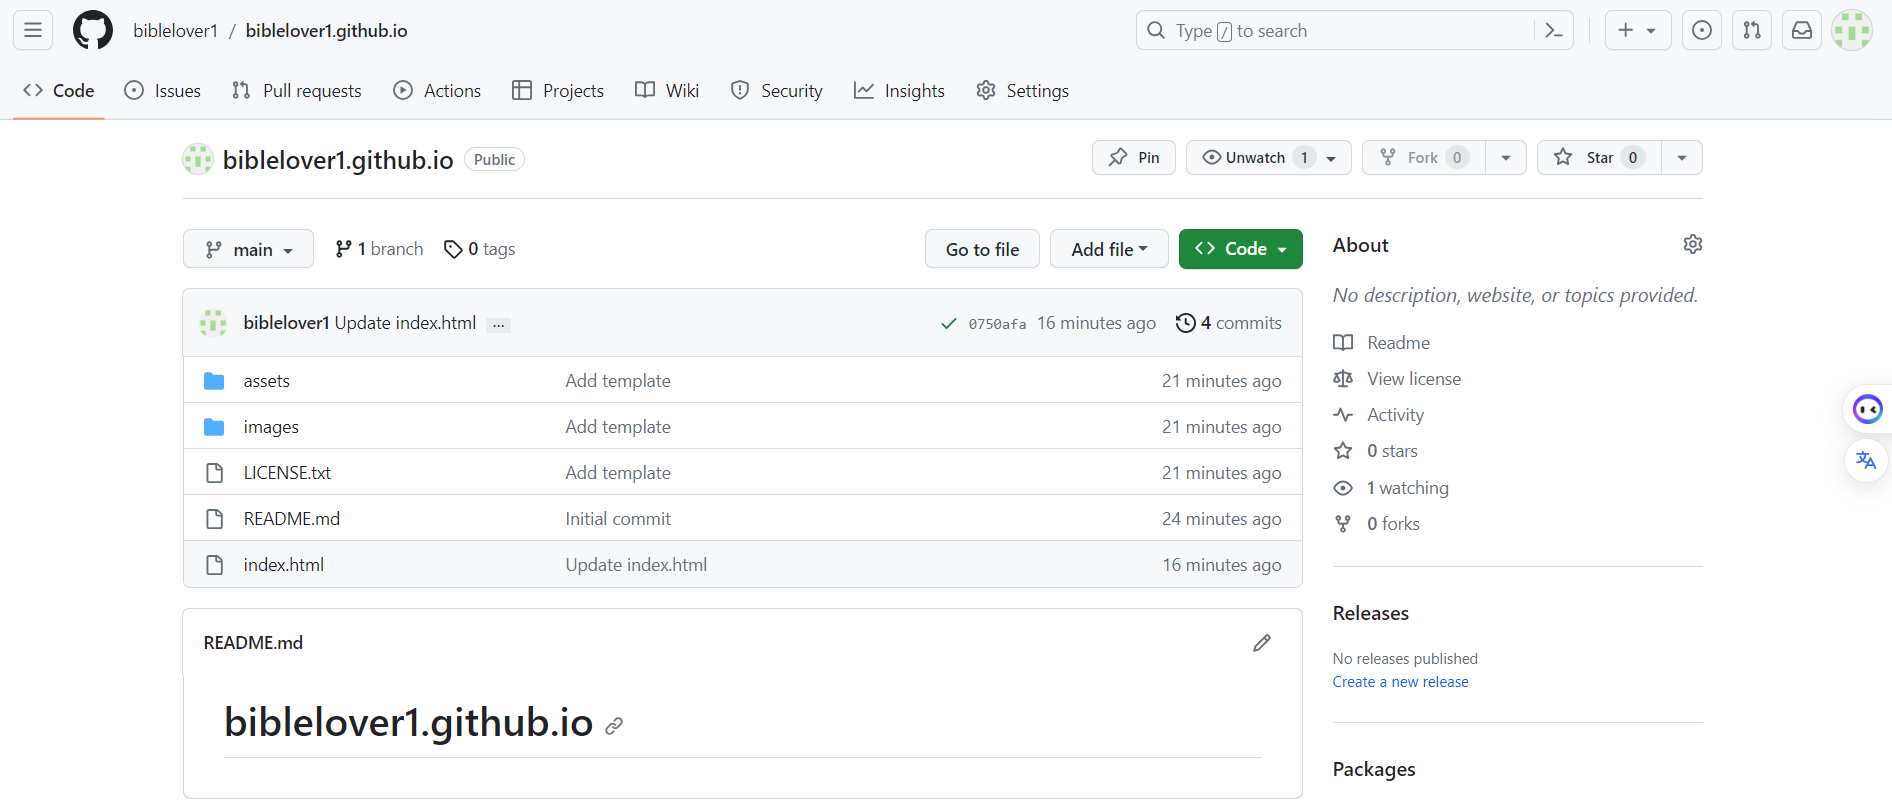 biblelover1 / biblelover1.github.io
Type / to search
Code Issues Pull requests Actions Projects Wiki Security Insights Settings
biblelover1.github.io Public
Pin Unwatch 1 Fork 0 Star 0
main 1 branch 0 tags Go to file Add file Code
biblelover1 Update index.html ... 0750afa 16 minutes ago 4 commits
assets Add template 21 minutes ago
images Add template 21 minutes ago
LICENSE.txt Add template 21 minutes ago
README.md Initial commit 24 minutes ago
index.html Update index.html 16 minutes ago
README.md
biblelover1.github.io
About
No description, website, or topics provided.
Readme
View license
Activity
0 stars
1 watching
0 forks
Releases
No releases published
Create a new release
Packages